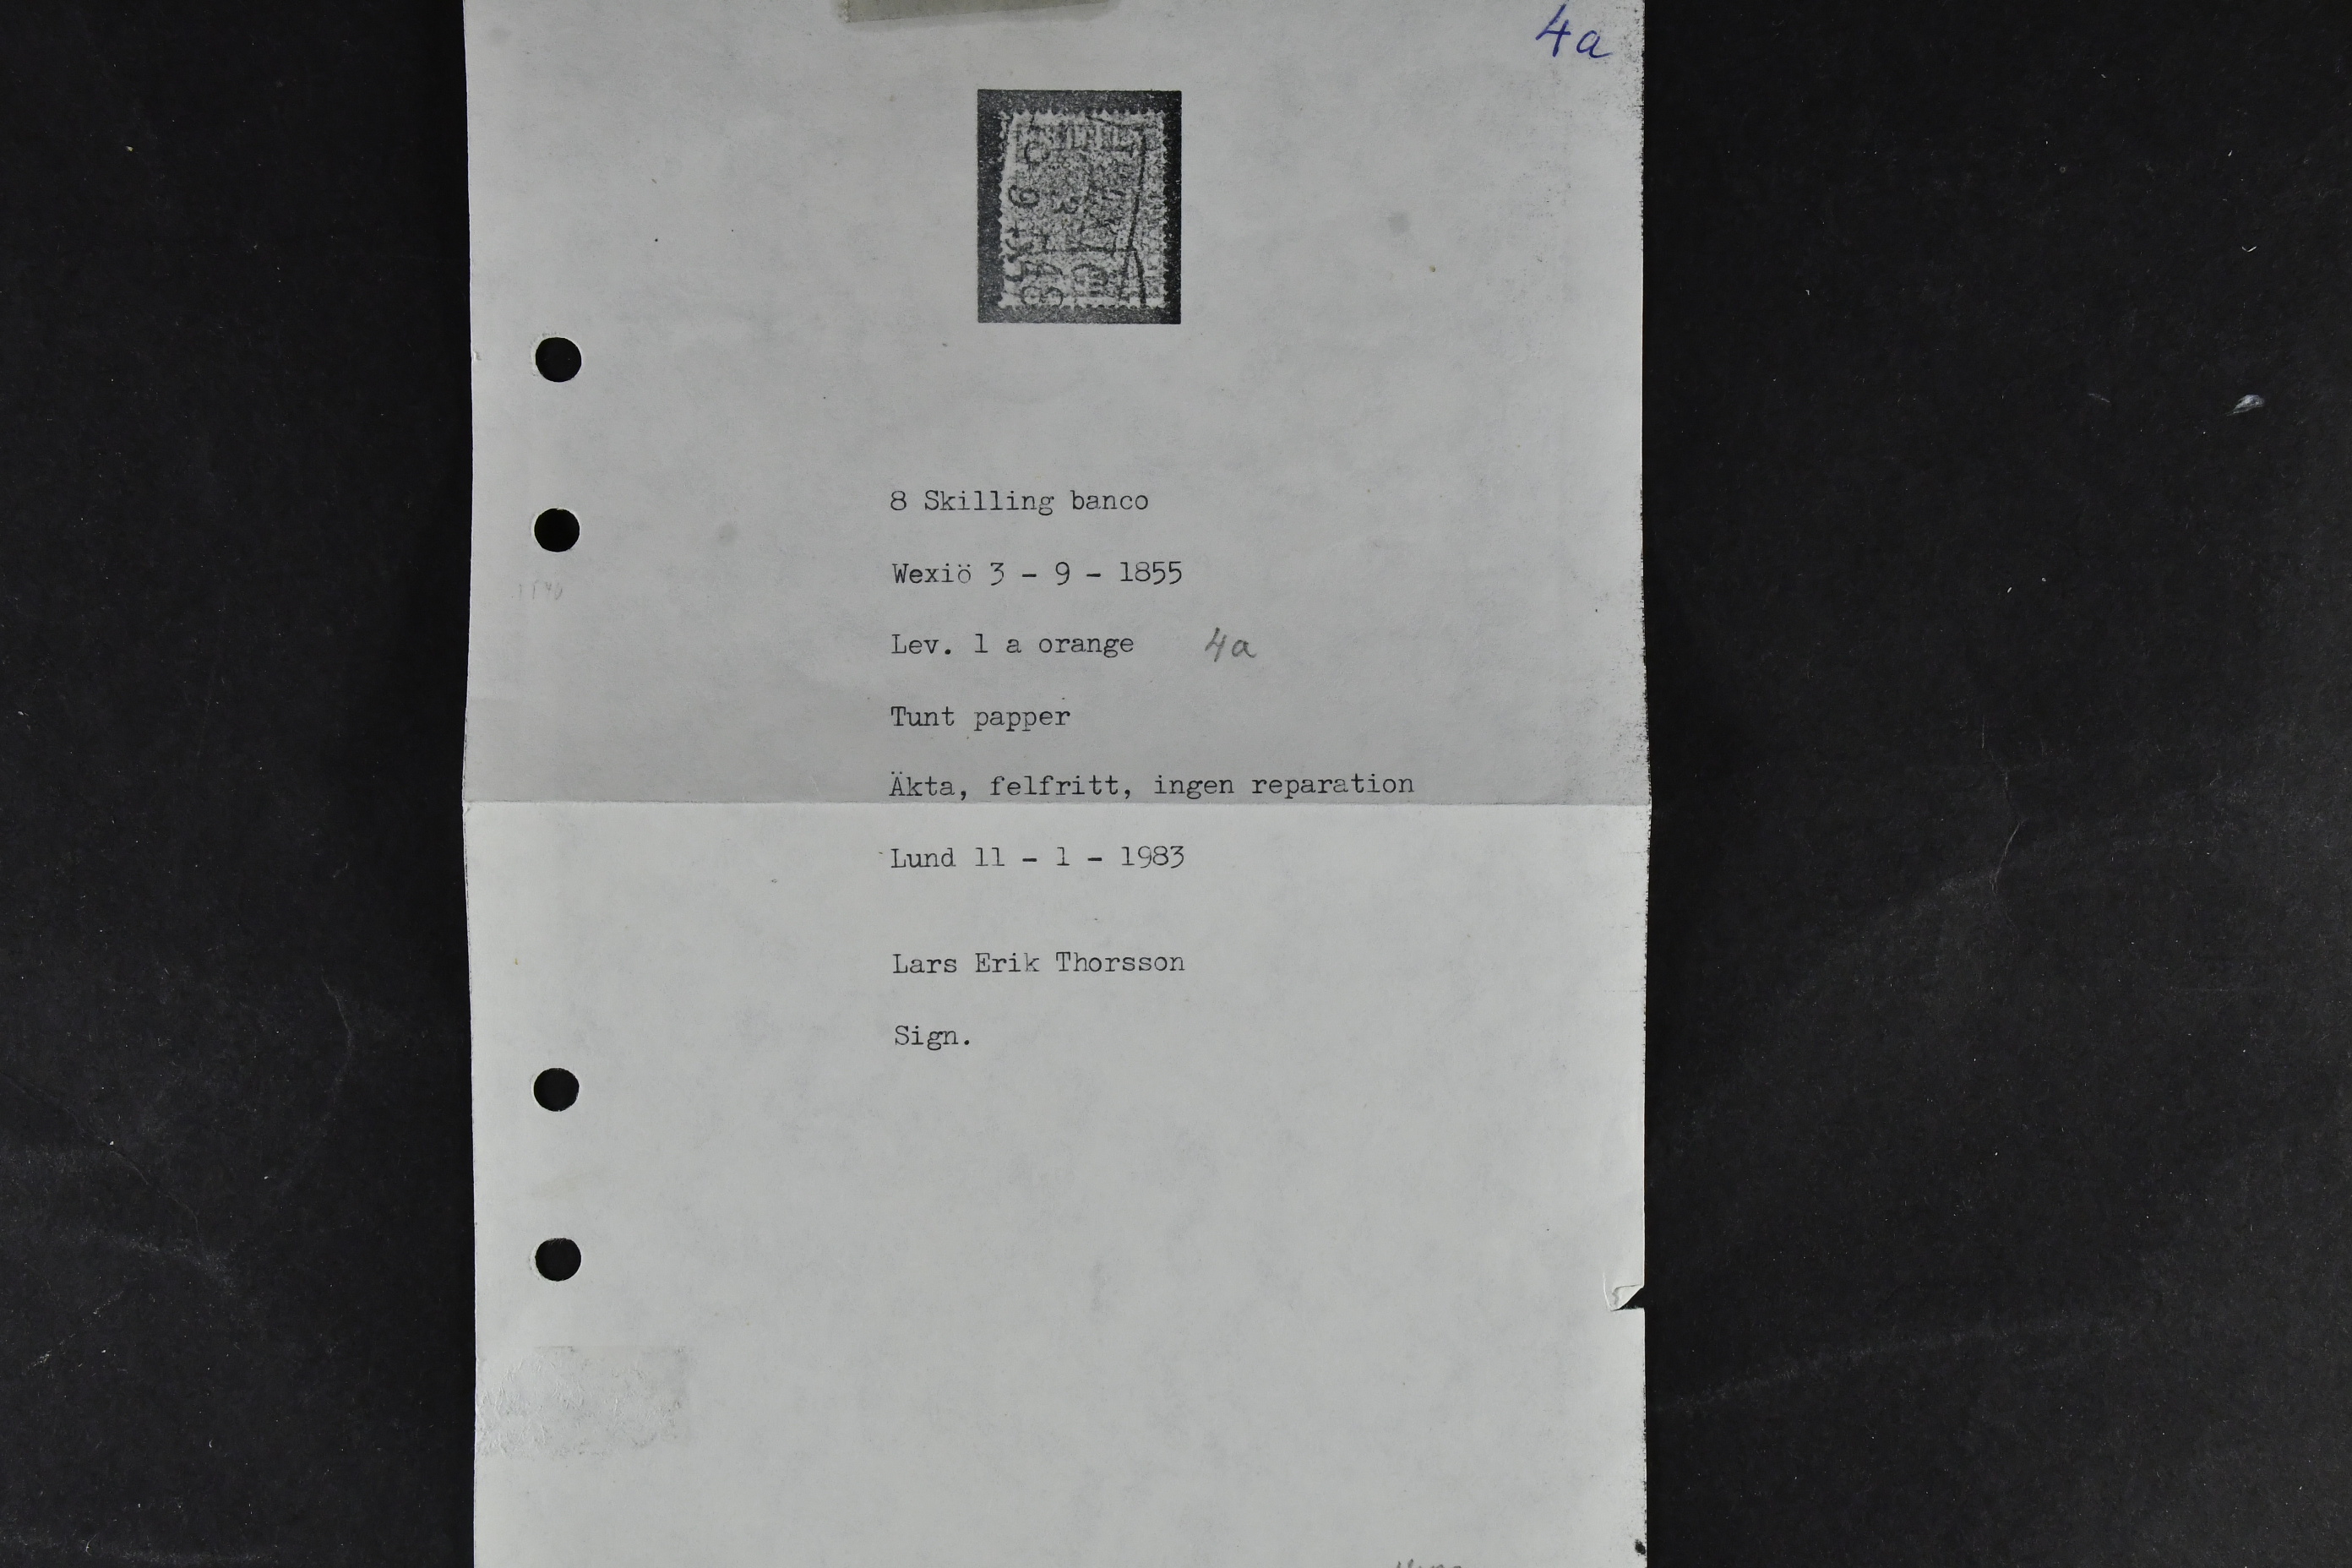 4a
8 Skilling banco
Wexiö 3 - 9 - 1855
Lev. 1 a orange 4a
Tunt papper
Äkta, felfritt, ingen reparation
Lund 11 - 1 - 1983
Lars Erik Thorsson
Sign.